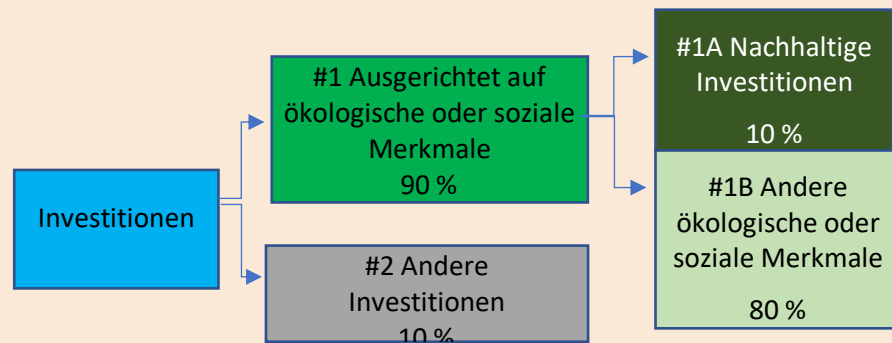 Investitionen
#1 Ausgerichtet auf
ökologische oder soziale
Merkmale
90 %
#2 Andere
Investitionen
10 %
#1A Nachhaltige
Investitionen
10 %
#1B Andere
ökologische oder
soziale Merkmale
80 %